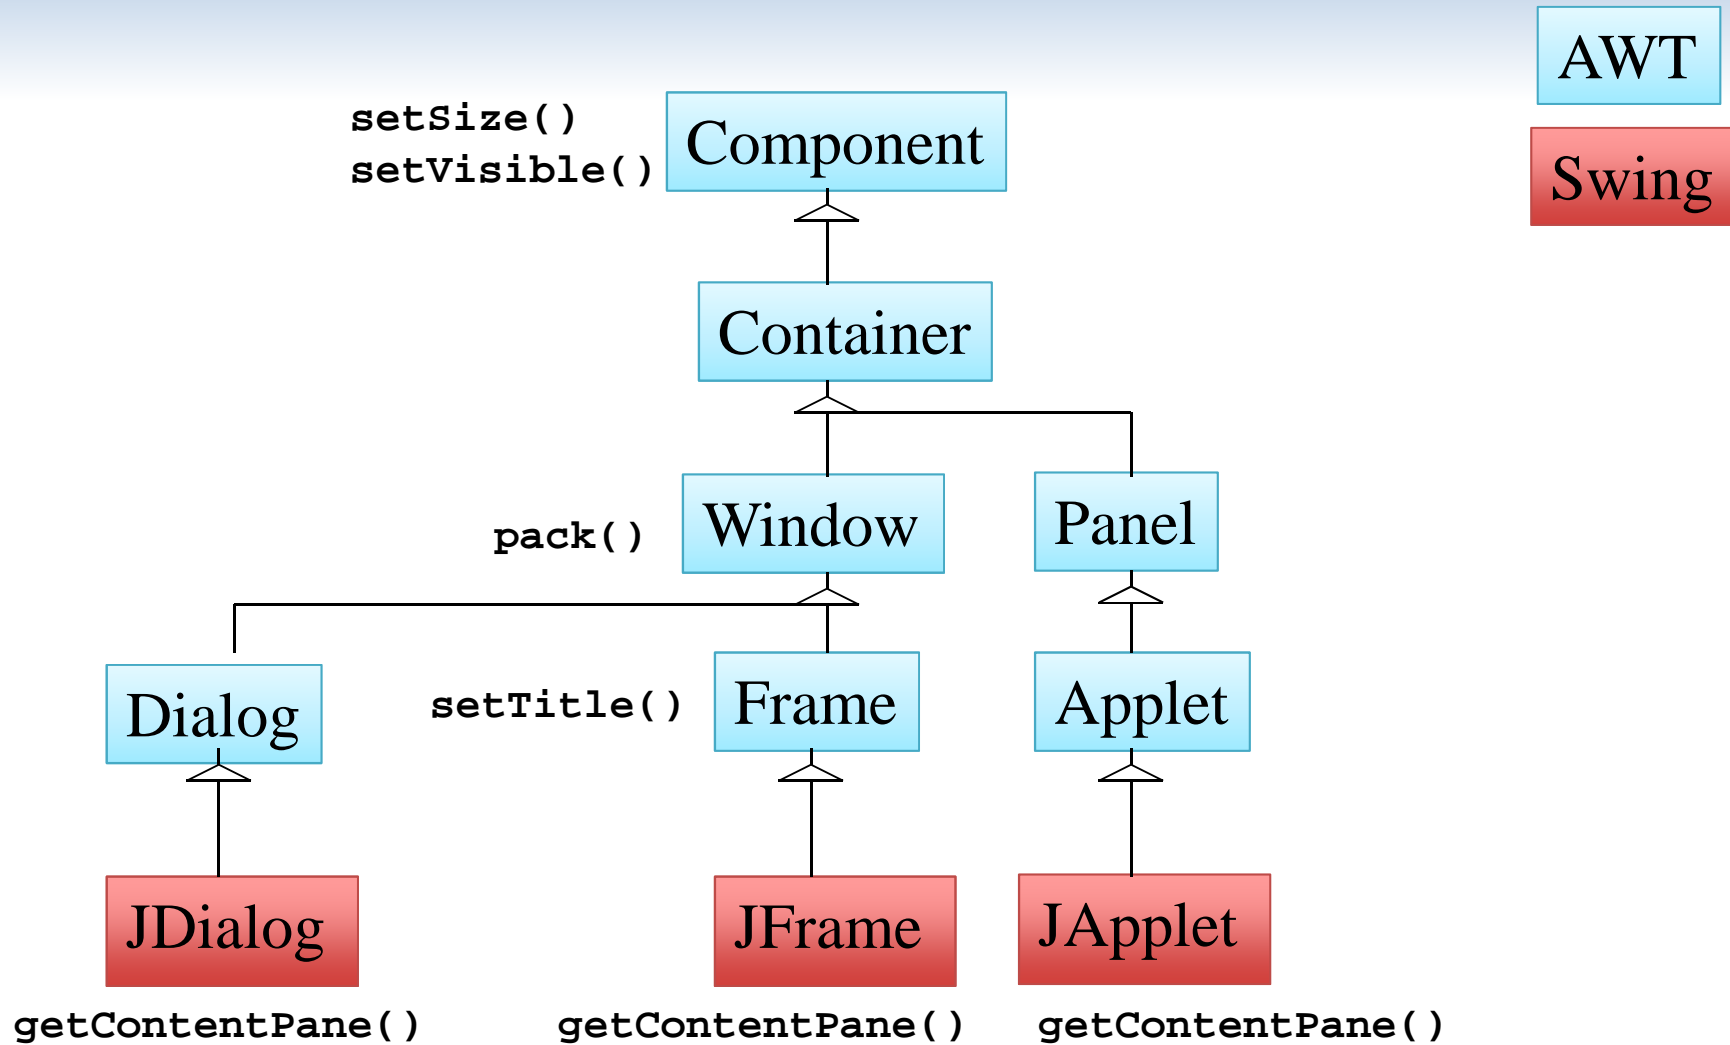 AWT
setSize()
Component
setVisible()
Swing
Container
pack()
Window
Panel
Dialog
setTitle()
Frame
Applet
JDialog
JFrame
JApplet
getContentPane()
getContentPane()
getContentPane()